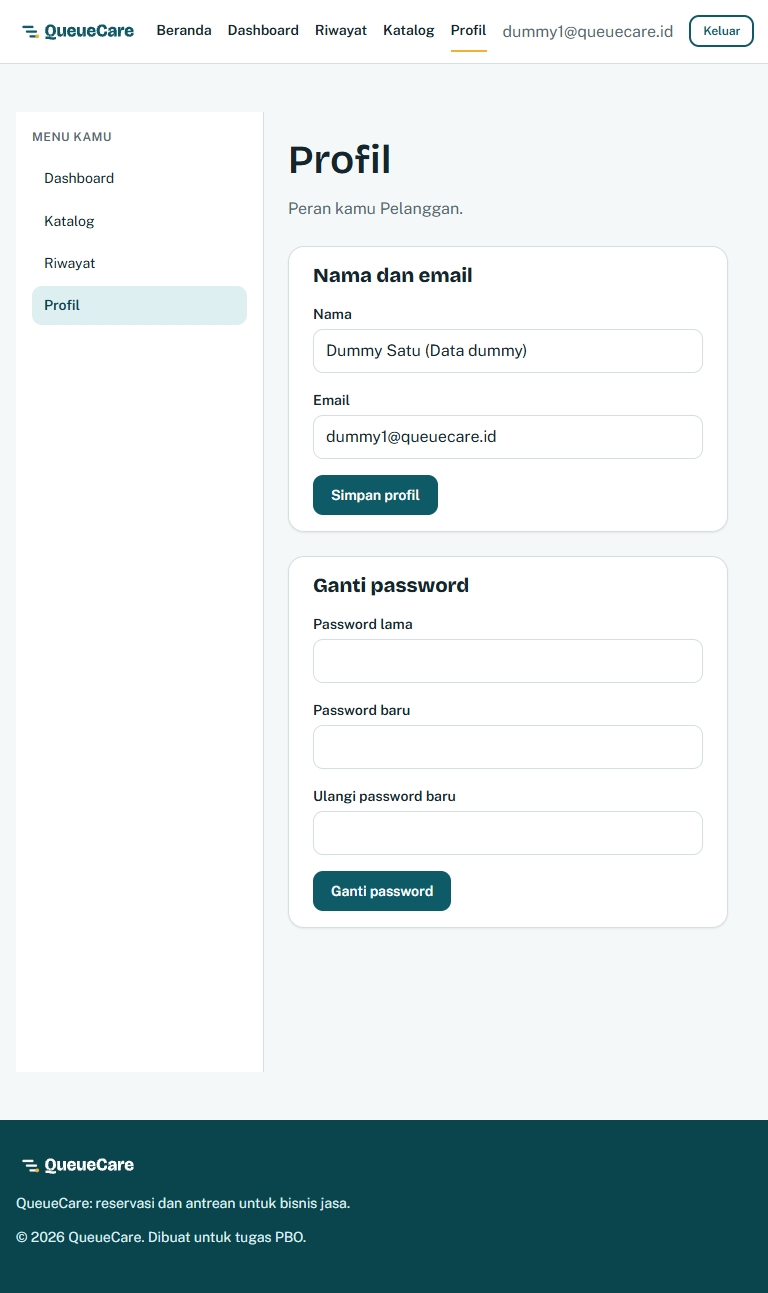 QueueCare Beranda Dashboard Riwayat Katalog Profil dummy1@queuecare.id Keluar
MENU KAMU
Dashboard
Katalog
Riwayat
Profil
Profil
Peran kamu Pelanggan.
Nama dan email
Nama
Dummy Satu (Data dummy)
Email
dummy1@queuecare.id
Simpan profil
Ganti password
Password lama
Password baru
Ulangi password baru
Ganti password
QueueCare
QueueCare: reservasi dan antrean untuk bisnis jasa.
© 2026 QueueCare. Dibuat untuk tugas PBO.